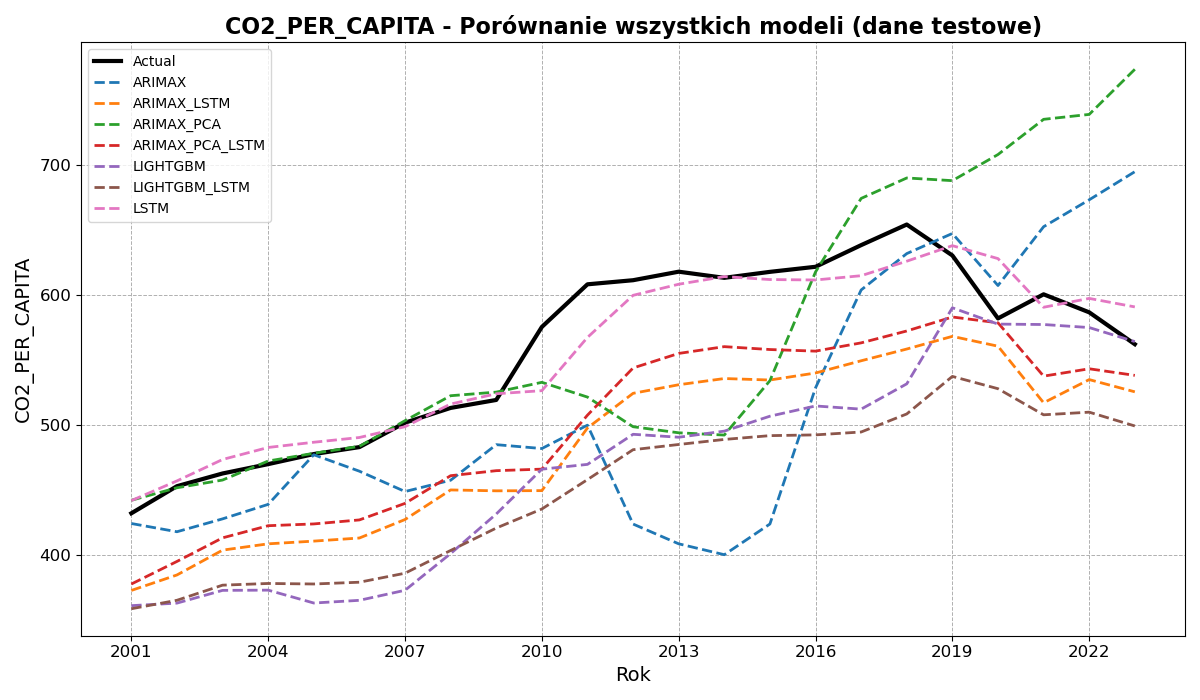 CO2_PER_CAPITA - Porównanie wszystkich modeli (dane testowe)
Actual
ARIMAX
ARIMAX_LSTM
ARIMAX_PCA
ARIMAX_PCA_LSTM
LIGHTGBM
LIGHTGBM_LSTM
LSTM
CO2_PER_CAPITA
700
600
500
400
2001 2004 2007 2010 2013 2016 2019 2022
Rok